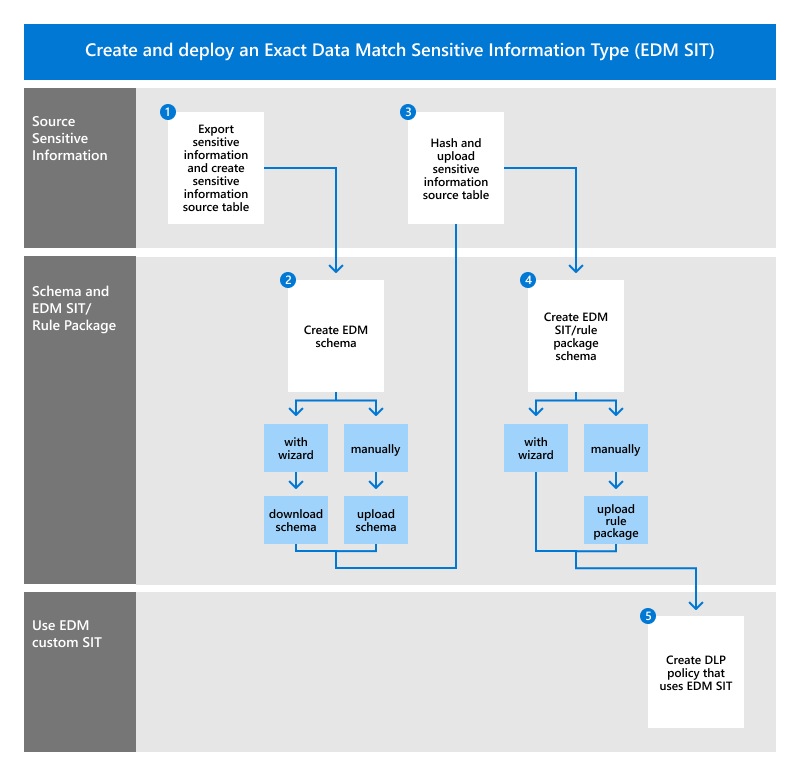 Create and deploy an Exact Data Match Sensitive Information Type (EDM SIT)
Source
Sensitive
Information
1
Export
sensitive
information
and create
sensitive
information
source table
3
Hash and
upload
sensitive
information
source table
Schema and
EDM SIT/
Rule Package
2
Create EDM
schema
4
Create EDM
SIT/rule
package
schema
with
wizard
manually
with
wizard
manually
download
schema
upload
schema
upload
rule
package
Use EDM
custom SIT
5
Create DLP
policy that
uses EDM SIT